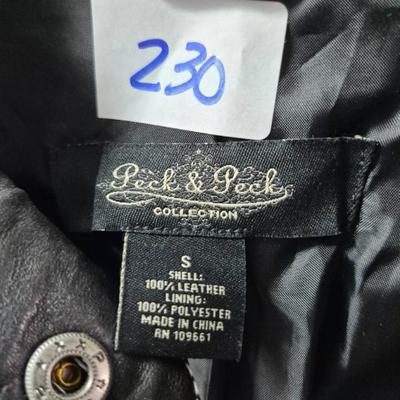 230
Peck & Peck
COLLECTION
S
SHELL:
100% LEATHER
LINING:
100% POLYESTER
MADE IN CHINA
RN 109661